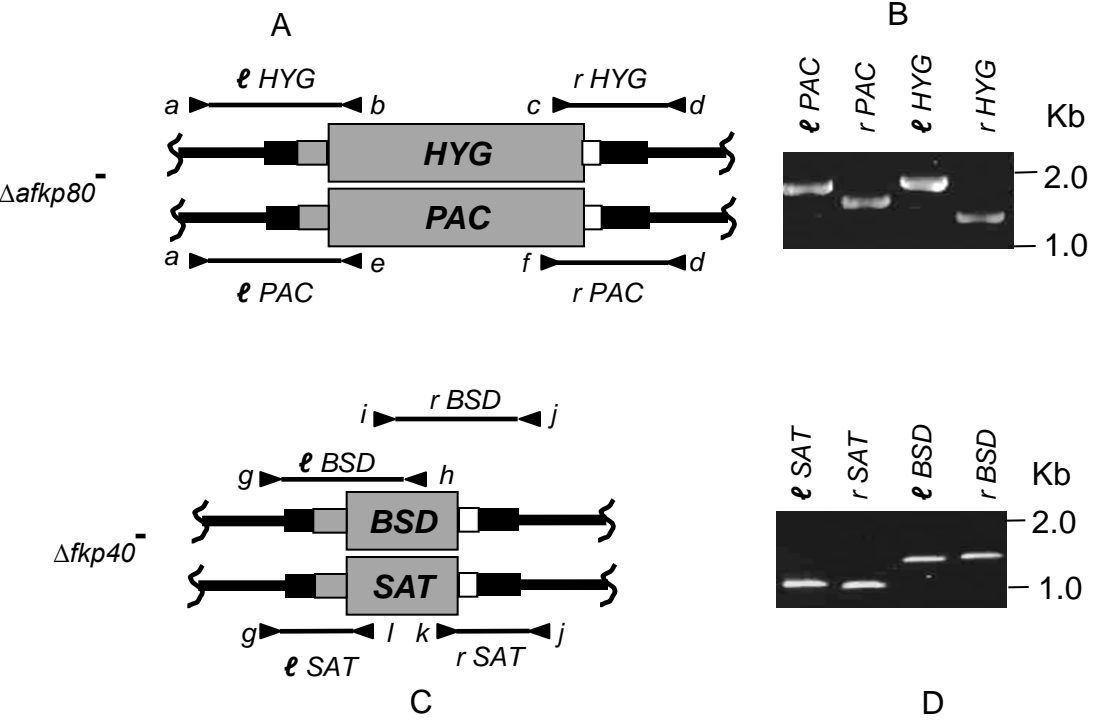 A
B
ℓ HYG
r HYG
a
b
c
d
HYG
Δafkp80-
PAC
a
e
f
d
ℓ PAC
r PAC
ℓ PAC
r PAC
ℓ HYG
r HYG
Kb
2.0
1.0
i
r BSD
j
g
ℓ BSD
h
BSD
Δfkp40-
SAT
g
l
k
j
ℓ SAT
r SAT
ℓ SAT
r SAT
ℓ BSD
r BSD
Kb
2.0
1.0
C
D